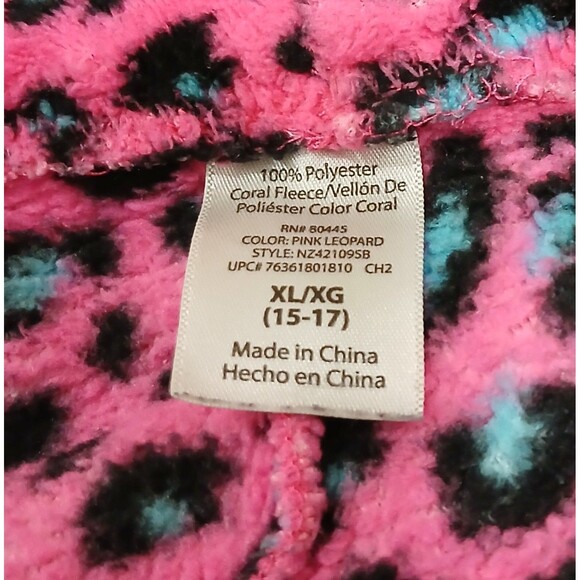 100% Polyester
Coral Fleece/Vellón De
Poliéster Color Coral
RN# 80445
COLOR: PINK LEOPARD
STYLE: NZ42109SB
UPC# 76361801810 CH2
XL/XG
(15-17)
Made in China
Hecho en China